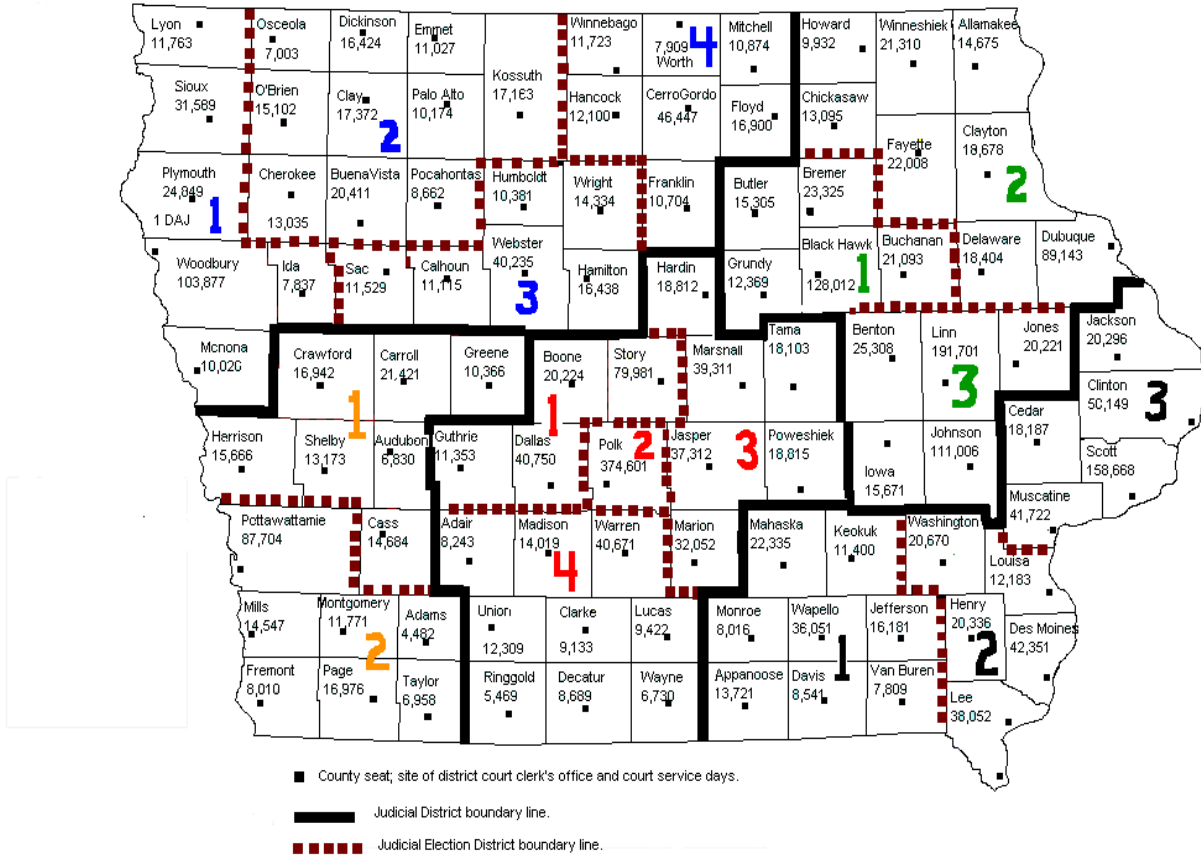 Lyon
11,763
Osceola
7,003
Dickinson
16,424
Emmet
11,027
Kossuth
17,163
Winnebago
11,723
7,909
Worth
4
Mitchell
10,874
Howard
9,932
Winneshiek
21,310
Allamakee
14,675
Sioux
31,589
O'Brien
15,102
Clay
17,372
2
Palo Alto
10,174
Hancock
12,100
CerroGordo
46,447
Floyd
16,900
Chickasaw
13,095
Fayette
22,008
Clayton
18,678
2
Plymouth
24,849
1 DAJ
1
Cherokee
13,035
BuenaVista
20,411
Pocahontas
8,662
Humboldt
10,381
Wright
14,334
Franklin
10,704
Butler
15,305
Bremer
23,325
Woodbury
103,877
Ida
7,837
Sac
11,529
Calhoun
11,115
Webster
40,235
3
Hamilton
16,438
Hardin
18,812
Grundy
12,369
Black Hawk
128,012
1
Buchanan
21,093
Delaware
18,404
Dubuque
89,143
Mcnona
10,020
Crawford
16,942
Carroll
21,421
Greene
10,366
1
Boone
20,224
1
Story
79,981
Marsnall
39,311
Tama
18,103
Benton
25,308
Linn
191,701
3
Jones
20,221
Jackson
20,296
Clinton
50,149
3
Herrison
15,666
Shelby
13,173
Audubon
6,830
Guthrie
11,353
Dallas
40,750
Polk
374,601
2
Jasper
37,312
3
Poweshiek
18,815
Iowa
15,671
Johnson
111,006
Cedar
18,187
Scott
158,668
Muscatine
41,722
Pottawattamie
87,704
Cass
14,684
Adair
8,243
Madison
14,019
4
Warren
40,671
Marion
32,052
Mahaska
22,335
Keokuk
11,400
Washington
20,670
Louisa
12,183
Mills
14,547
Montgomery
11,771
2
Adams
4,482
Union
12,309
Clarke
9,133
Lucas
9,422
Monroe
8,016
Wapello
36,051
1
Jefferson
16,181
Henry
20,336
2
Des Moines
42,351
Fremont
8,010
Page
16,976
Taylor
6,958
Ringgold
5,469
Decatur
8,689
Wayne
6,730
Appanoose
13,721
Davis
8,541
Van Buren
7,809
Lee
38,052
County seat; site of district court clerk's office and court service days.
Judicial District boundary line.
Judicial Election District boundary line.